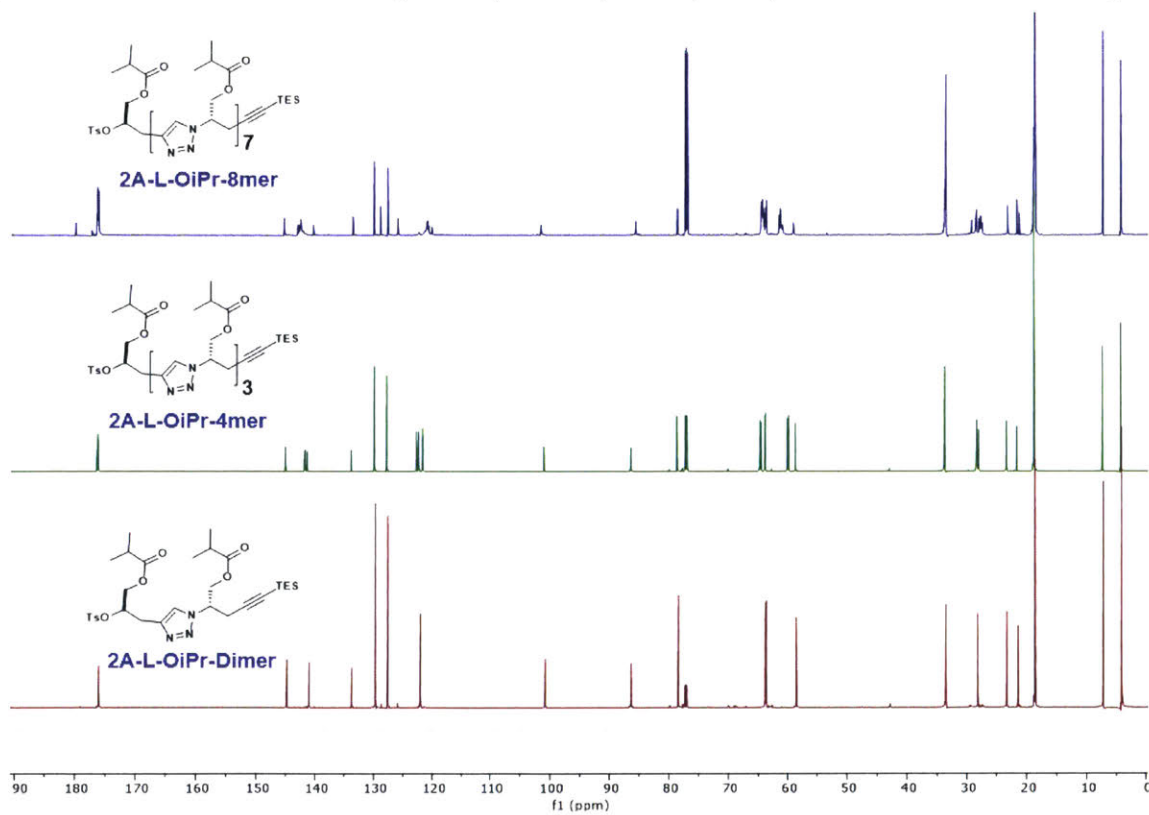 O
O
O
O
TES
N
TsO
N=N
7
2A-L-OiPr-8mer
O
O
O
O
TES
N
TsO
N=N
3
2A-L-OiPr-4mer
O
O
O
O
TES
N
TsO
N=N
2A-L-OiPr-Dimer
90 180 170 160 150 140 130 120 110 100 90 80 70 60 50 40 30 20 10 0
f1 (ppm)